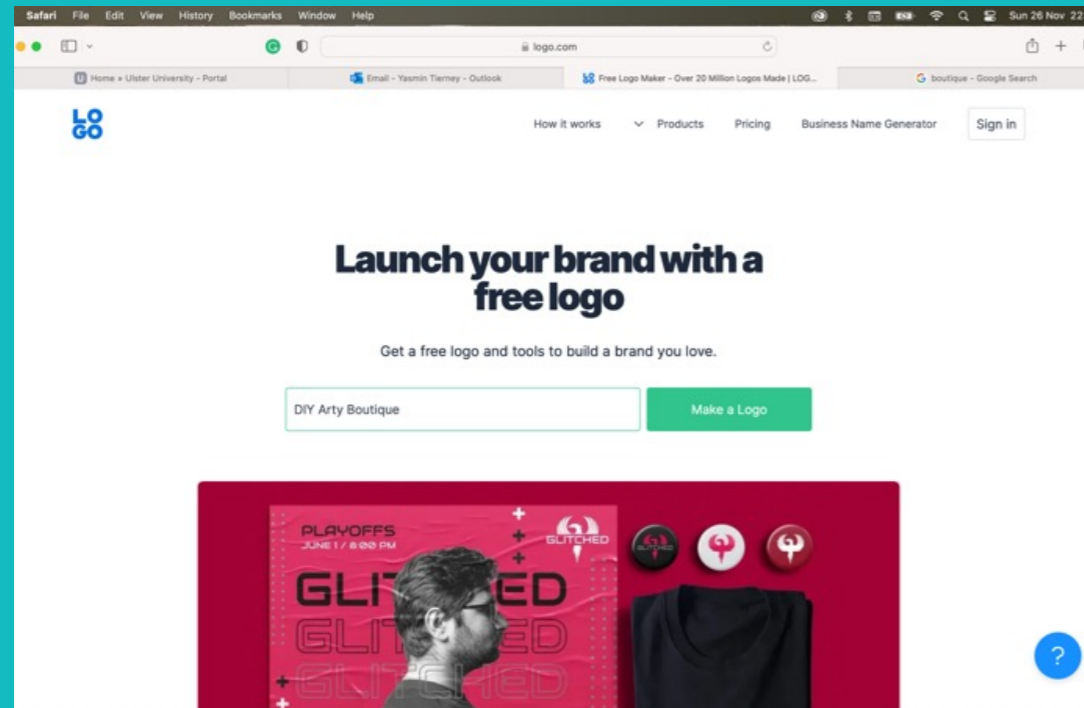 Safari File Edit View History Bookmarks Window Help Sun 26 Nov 22
logo.com
Home » Ulster University - Portal
Email - Yasmin Tierney - Outlook
Free Logo Maker - Over 20 Million Logos Made | LOG...
boutique - Google Search
LO
GO
How it works Products Pricing Business Name Generator Sign in
Launch your brand with a
free logo
Get a free logo and tools to build a brand you love.
DIY Arty Boutique
Make a Logo
PLAYOFFS
JUNE 1 / 8:00 PM
GLITCHED
GLITCHED
GLITCHED
GLITCHED
GLITCHED
?